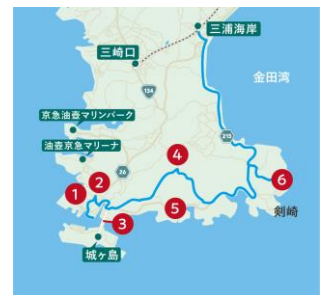 三浦海岸
三崎口
金田湾
134
京急油壺マリンパーク
215
油壺京急マリーナ
26
4
1
2
6
5
剣崎
3
城ヶ島